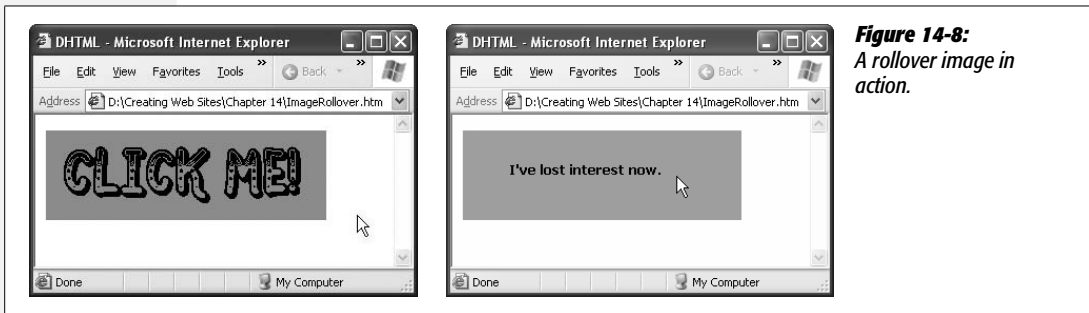 DHTML - Microsoft Internet Explorer
File Edit View Favorites Tools » Back »
Address D:\Creating Web Sites\Chapter 14\ImageRollover.htm
CLICK ME!
Done My Computer
DHTML - Microsoft Internet Explorer
File Edit View Favorites Tools » Back »
Address D:\Creating Web Sites\Chapter 14\ImageRollover.htm
I've lost interest now.
Done My Computer
Figure 14-8:
A rollover image in
action.